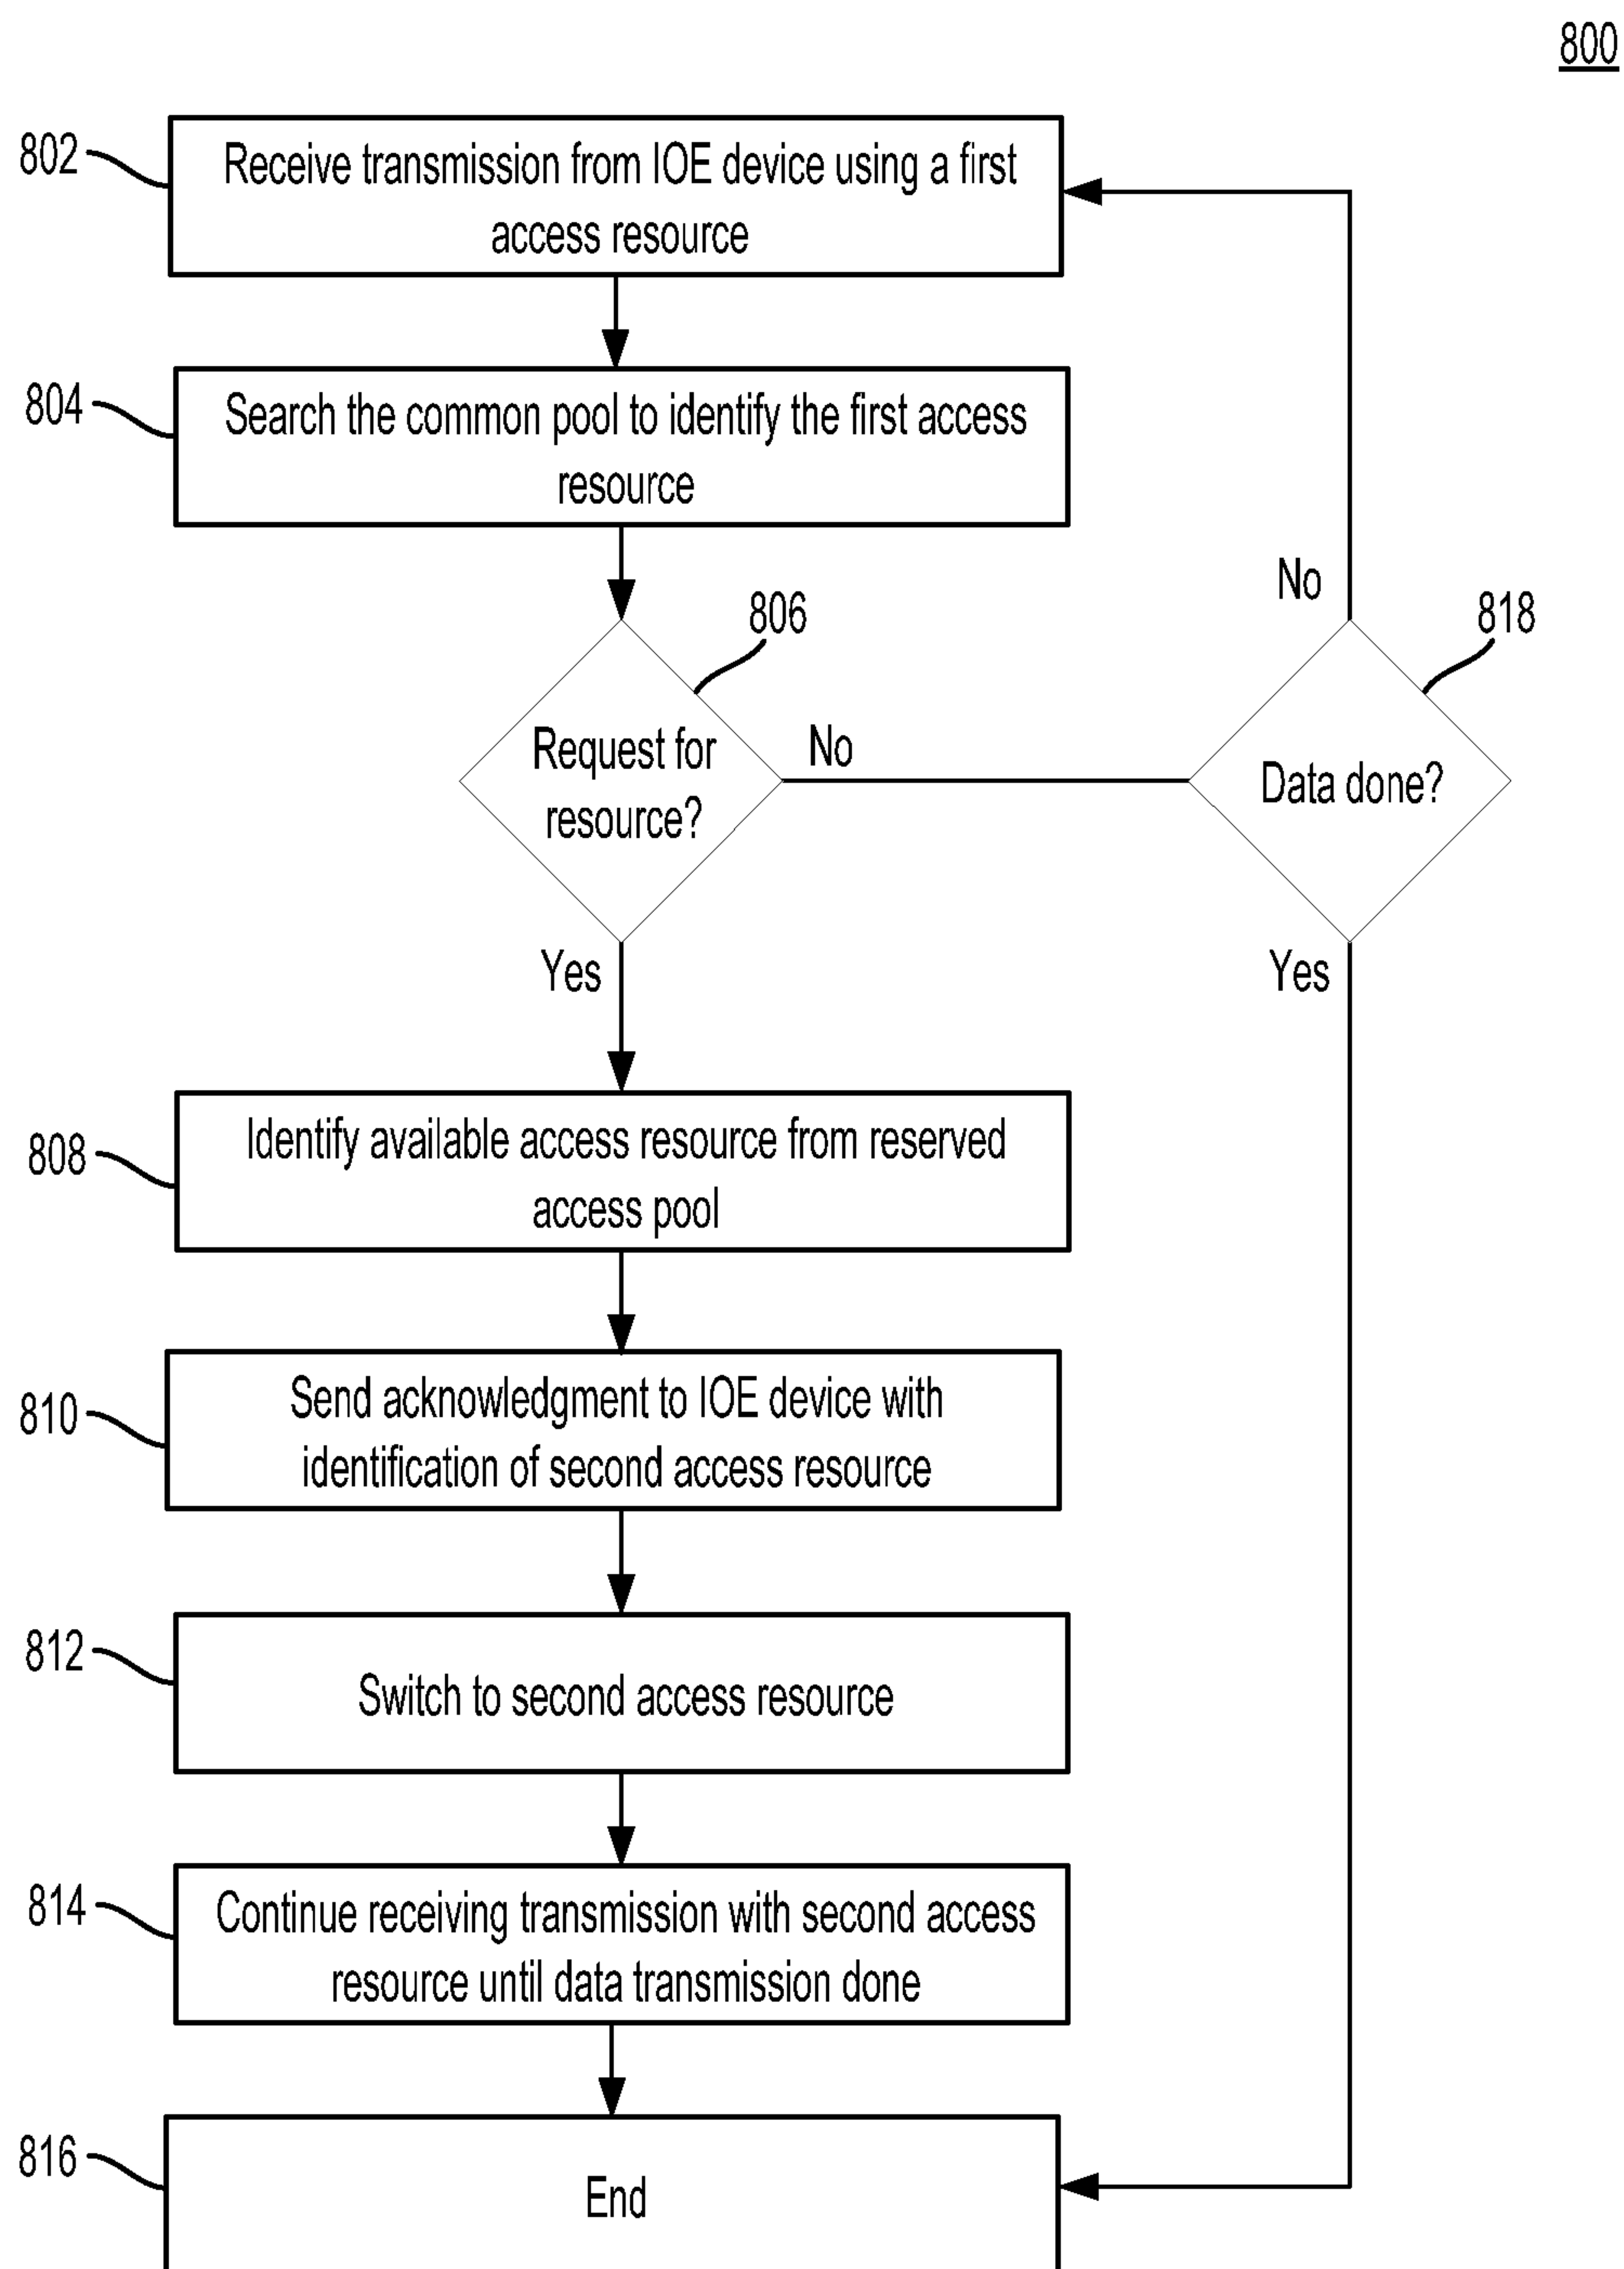 800
802
Receive transmission from IOE device using a first
access resource
804
Search the common pool to identify the first access
resource
806
Request for
resource?
No
Yes
818
Data done?
No
Yes
808
Identify available access resource from reserved
access pool
810
Send acknowledgment to IOE device with
identification of second access resource
812
Switch to second access resource
814
Continue receiving transmission with second access
resource until data transmission done
816
End